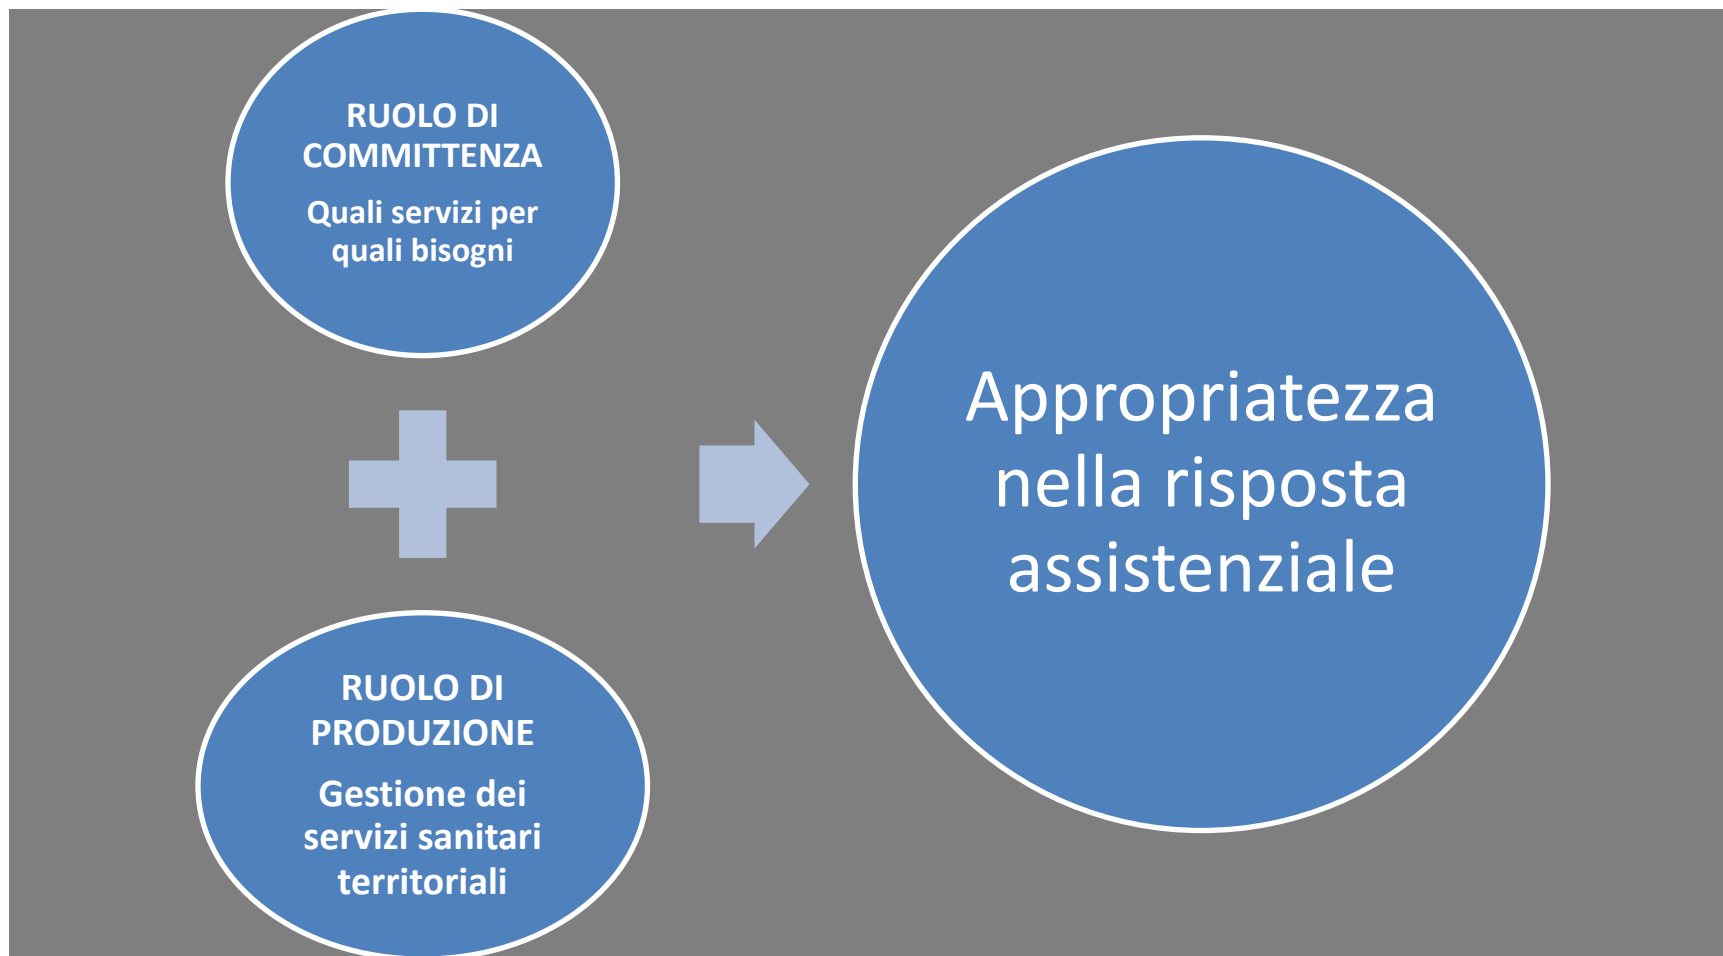 RUOLO DI
COMMITTENZA
Quali servizi per
quali bisogni
RUOLO DI
PRODUZIONE
Gestione dei
servizi sanitari
territoriali
Appropriatezza
nella risposta
assistenziale